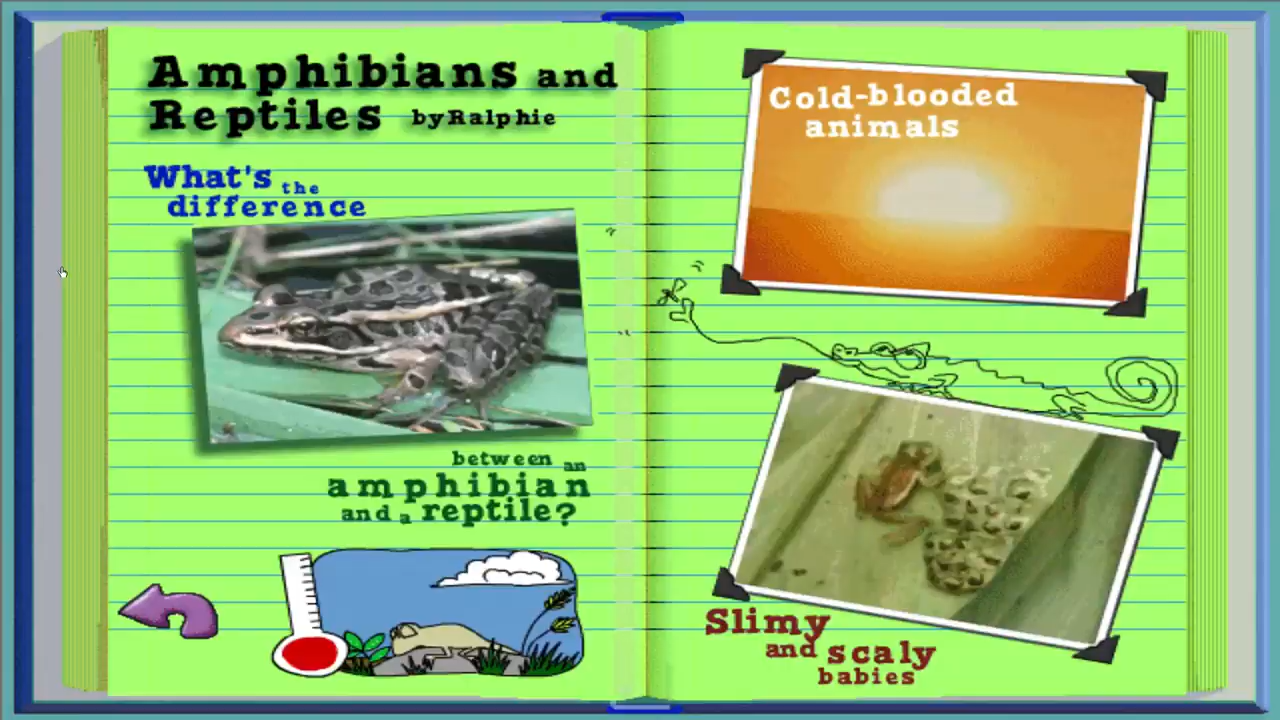 Amphibians and
Reptiles by Ralphie
What's the
difference
between an
amphibian
and a reptile?
Cold-blooded
animals
Slimy
and scaly
babies